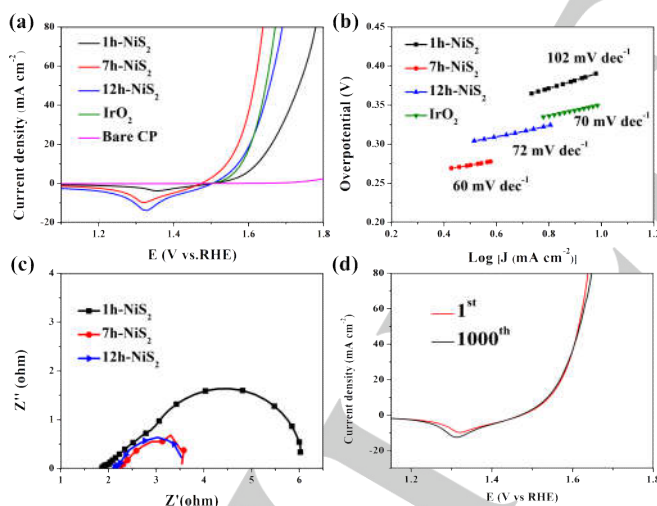 (a)
80
60
40
20
0
-20
Current density (mA cm⁻²)
1h-NiS₂
7h-NiS₂
12h-NiS₂
IrO₂
Bare CP
1.2 1.4 1.6 1.8
E (V vs.RHE)
(b)
0.45
0.40
0.35
0.30
0.25
0.20
Overpotential (V)
1h-NiS₂
7h-NiS₂
12h-NiS₂
IrO₂
102 mV dec⁻¹
70 mV dec⁻¹
72 mV dec⁻¹
60 mV dec⁻¹
0.2 0.4 0.6 0.8 1.0 1.2
Log |J (mA cm⁻²)|
(c)
4
3
2
1
0
Z''(ohm)
1h-NiS₂
7h-NiS₂
12h-NiS₂
1 2 3 4 5 6
Z'(ohm)
(d)
80
60
40
20
0
-20
Current density (mA cm⁻²)
1ˢᵗ
1000ᵗʰ
1.2 1.4 1.6 1.8
E (V vs RHE)